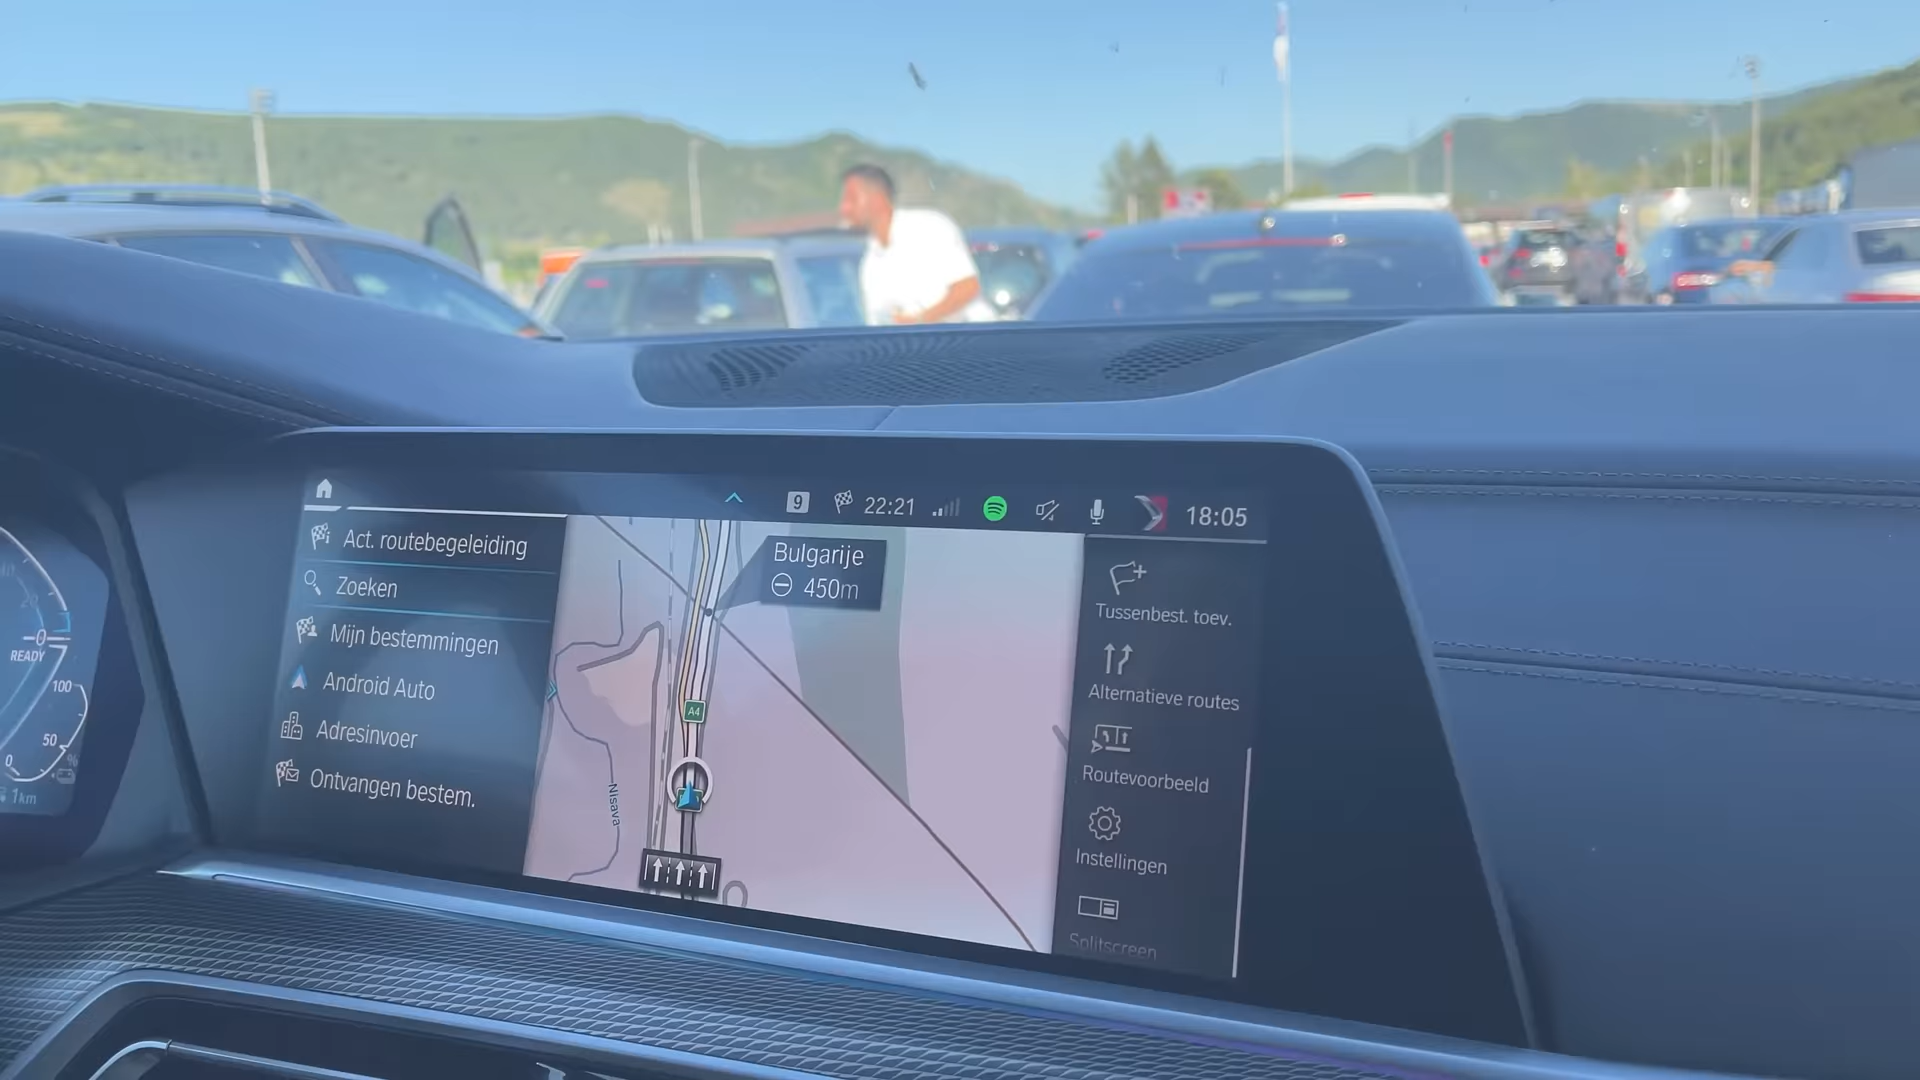 9
22:21
18:05
Act. routebegeleiding
Zoeken
Mijn bestemmingen
Android Auto
Adresinvoer
Ontvangen bestem.
Bulgarije
450m
A4
Nisava
Tussenbest. toev.
Alternatieve routes
Routevoorbeeld
Instellingen
Splitscreen
0
READY
100
50
0
%
1km